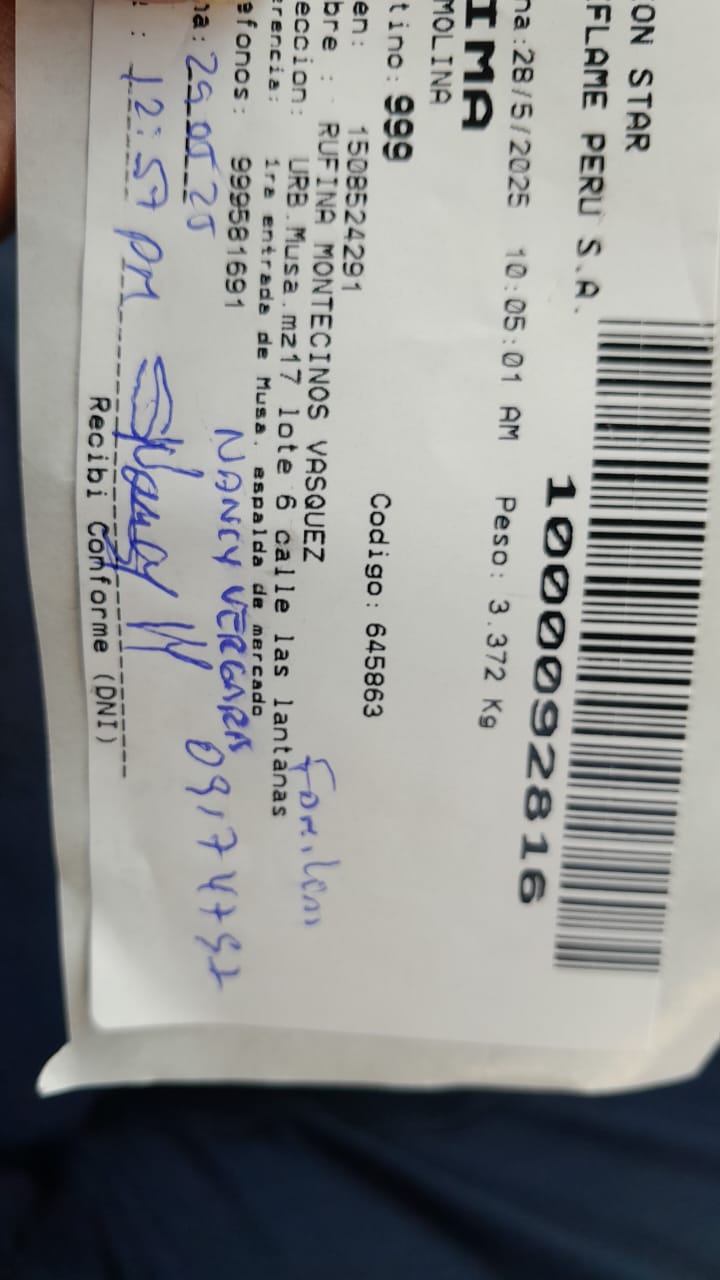 ON STAR
FLAME PERU S.A.
1000092816
na:28/5/2025 10:05:01 AM Peso: 3.372 Kg
IMA
MOLINA
tino: 999
en: 1508524291 Codigo: 645863
bre : RUFINA MONTECINOS VASQUEZ
eccion: URB.Musa.mz17 lote 6 calle las lantanas
erencia: 1ra entrada de Musa. espalda de mercado
efonos: 999581691
NANCY VERGARA
na: 29 05 25
: 12:57 pm
Recibi Conforme (DNI)